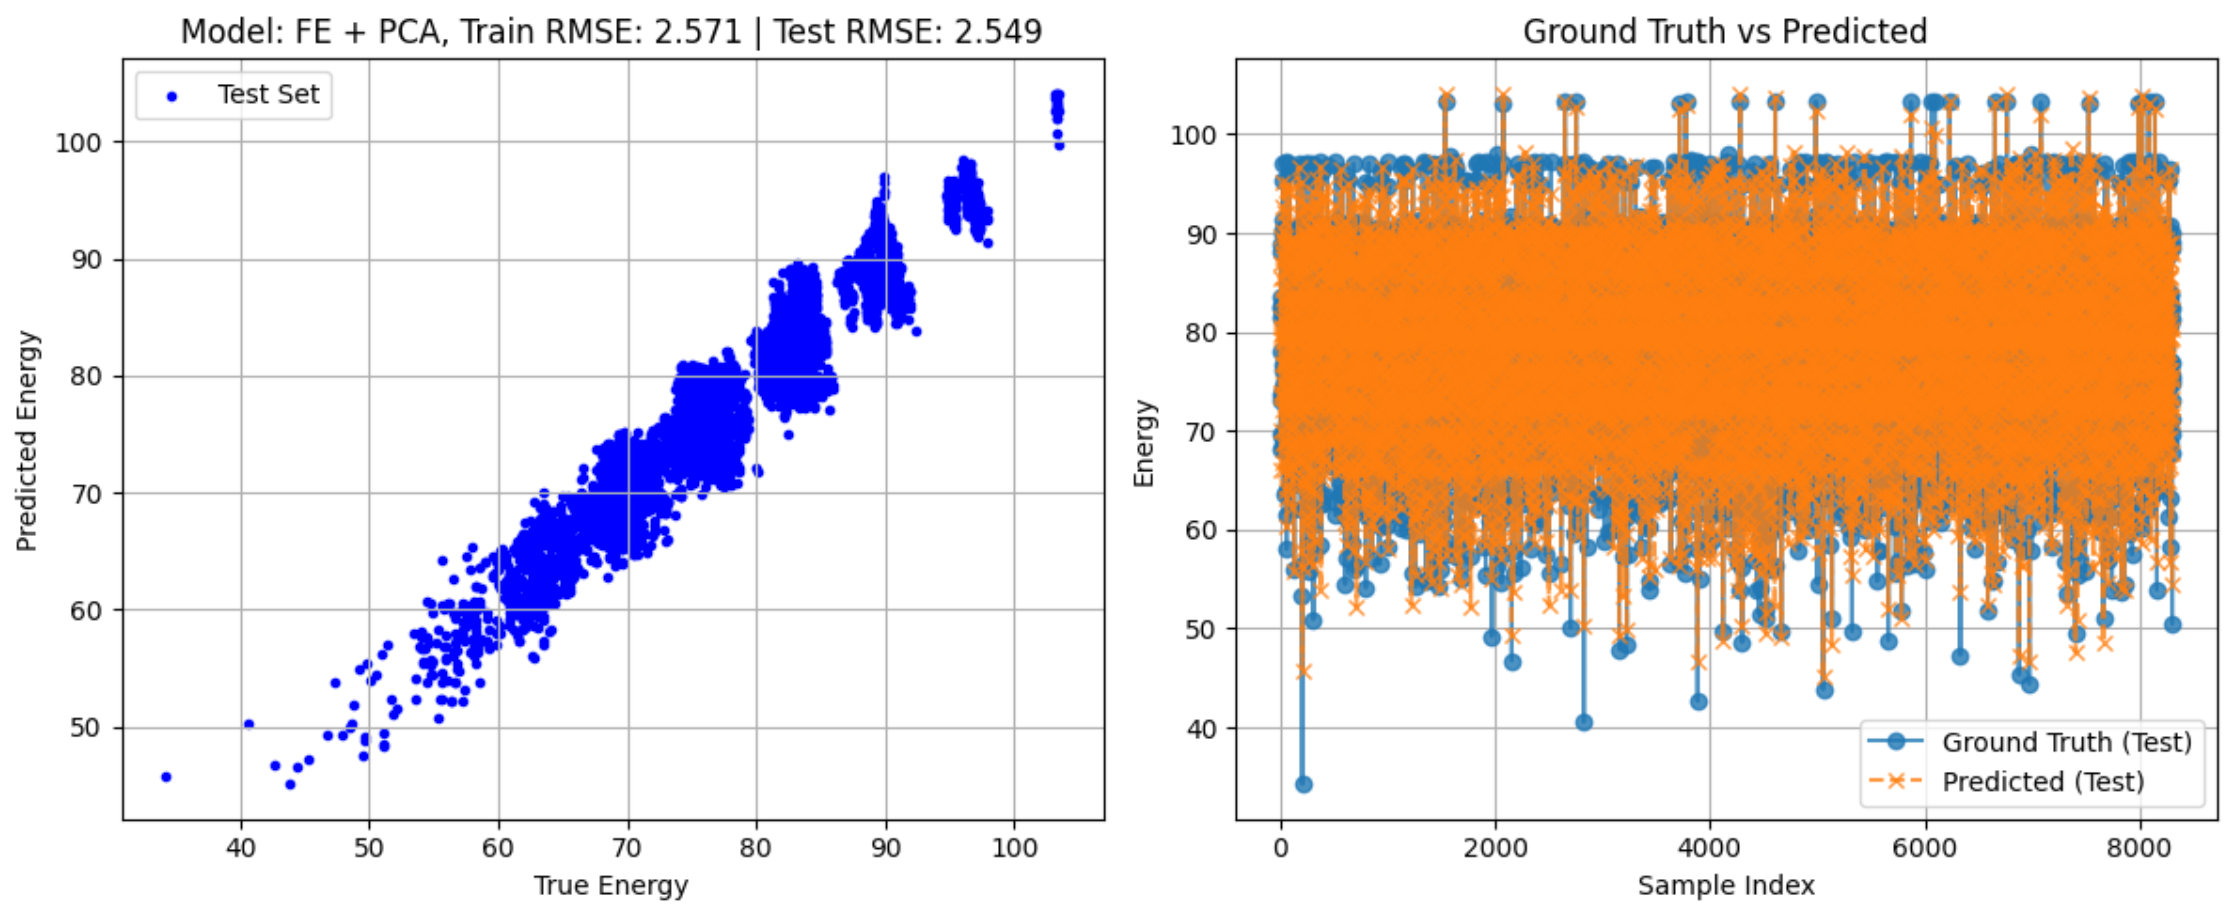 Model: FE + PCA, Train RMSE: 2.571 | Test RMSE: 2.549
Test Set
100
90
80
70
60
50
Predicted Energy
40 50 60 70 80 90 100
True Energy
Ground Truth vs Predicted
100
90
80
70
60
50
40
Energy
Ground Truth (Test)
Predicted (Test)
0 2000 4000 6000 8000
Sample Index